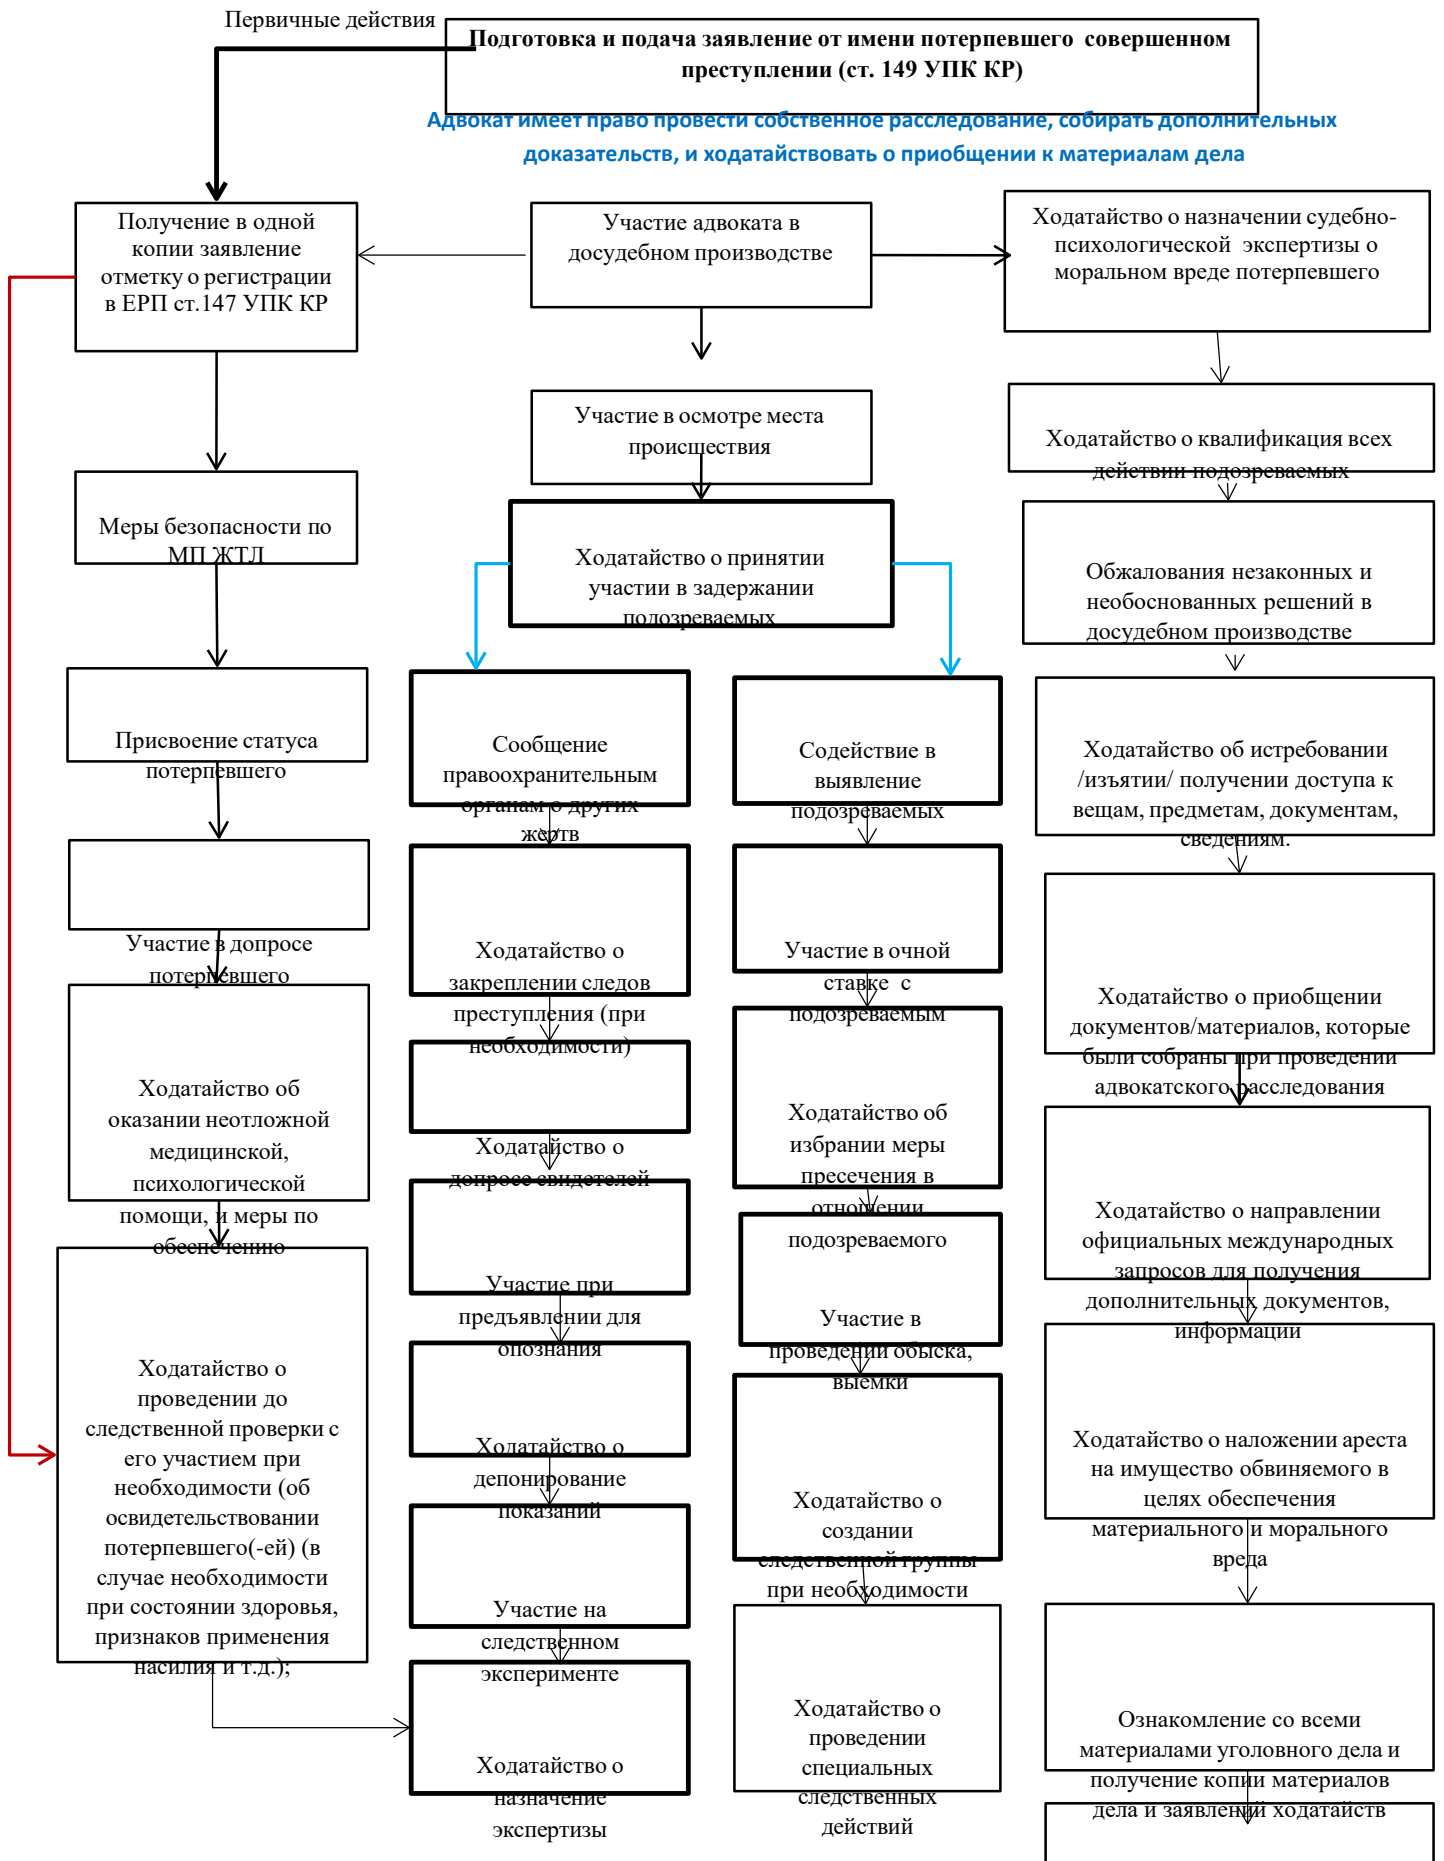 Первичные действия
Подготовка и подача заявление от имени потерпевшего совершенном
преступлении (ст. 149 УПК КР)
Адвокат имеет право провести собственное расследование, собирать дополнительных
доказательств, и ходатайствовать о приобщении к материалам дела
Получение в одной
копии заявление
отметку о регистрации
в ЕРП ст.147 УПК КР
Меры безопасности по
МП ЖТЛ
Присвоение статуса
потерпевшего
Участие в допросе
потерпевшего
Ходатайство об
оказании неотложной
медицинской,
психологической
помощи, и меры по
обеспечению
Ходатайство о
проведении до
следственной проверки с
его участием при
необходимости (об
освидетельствовании
потерпевшего(-ей) (в
случае необходимости
при состоянии здоровья,
признаков применения
насилия и т.д.);
Участие адвоката в
досудебном производстве
Участие в осмотре места
происшествия
Ходатайство о принятии
участии в задержании
подозреваемых
Сообщение
правоохранительным
органам о других
жертв
Ходатайство о
закреплении следов
преступления (при
необходимости)
Ходатайство о
допросе свидетелей
Участие при
предъявлении для
опознания
Ходатайство о
депонирование
показаний
Участие на
следственном
эксперименте
Ходатайство о
назначение
экспертизы
Содействие в
выявление
подозреваемых
Участие в очной
ставке с
подозреваемым
Ходатайство об
избрании меры
пресечения в
отношении
подозреваемого
Участие в
проведении обыска,
выемки
Ходатайство о
создании
следственной группы
при необходимости
Ходатайство о
проведении
специальных
следственных
действий
Ходатайство о назначении судебно-
психологической экспертизы о
моральном вреде потерпевшего
Ходатайство о квалификация всех
действии подозреваемых
Обжалования незаконных и
необоснованных решений в
досудебном производстве
Ходатайство об истребовании
/изъятии/ получении доступа к
вещам, предметам, документам,
сведениям.
Ходатайство о приобщении
документов/материалов, которые
были собраны при проведении
адвокатского расследования
Ходатайство о направлении
официальных международных
запросов для получения
дополнительных документов,
информации
Ходатайство о наложении ареста
на имущество обвиняемого в
целях обеспечения
материального и морального
вреда
Ознакомление со всеми
материалами уголовного дела и
получение копии материалов
дела и заявлений ходатайств